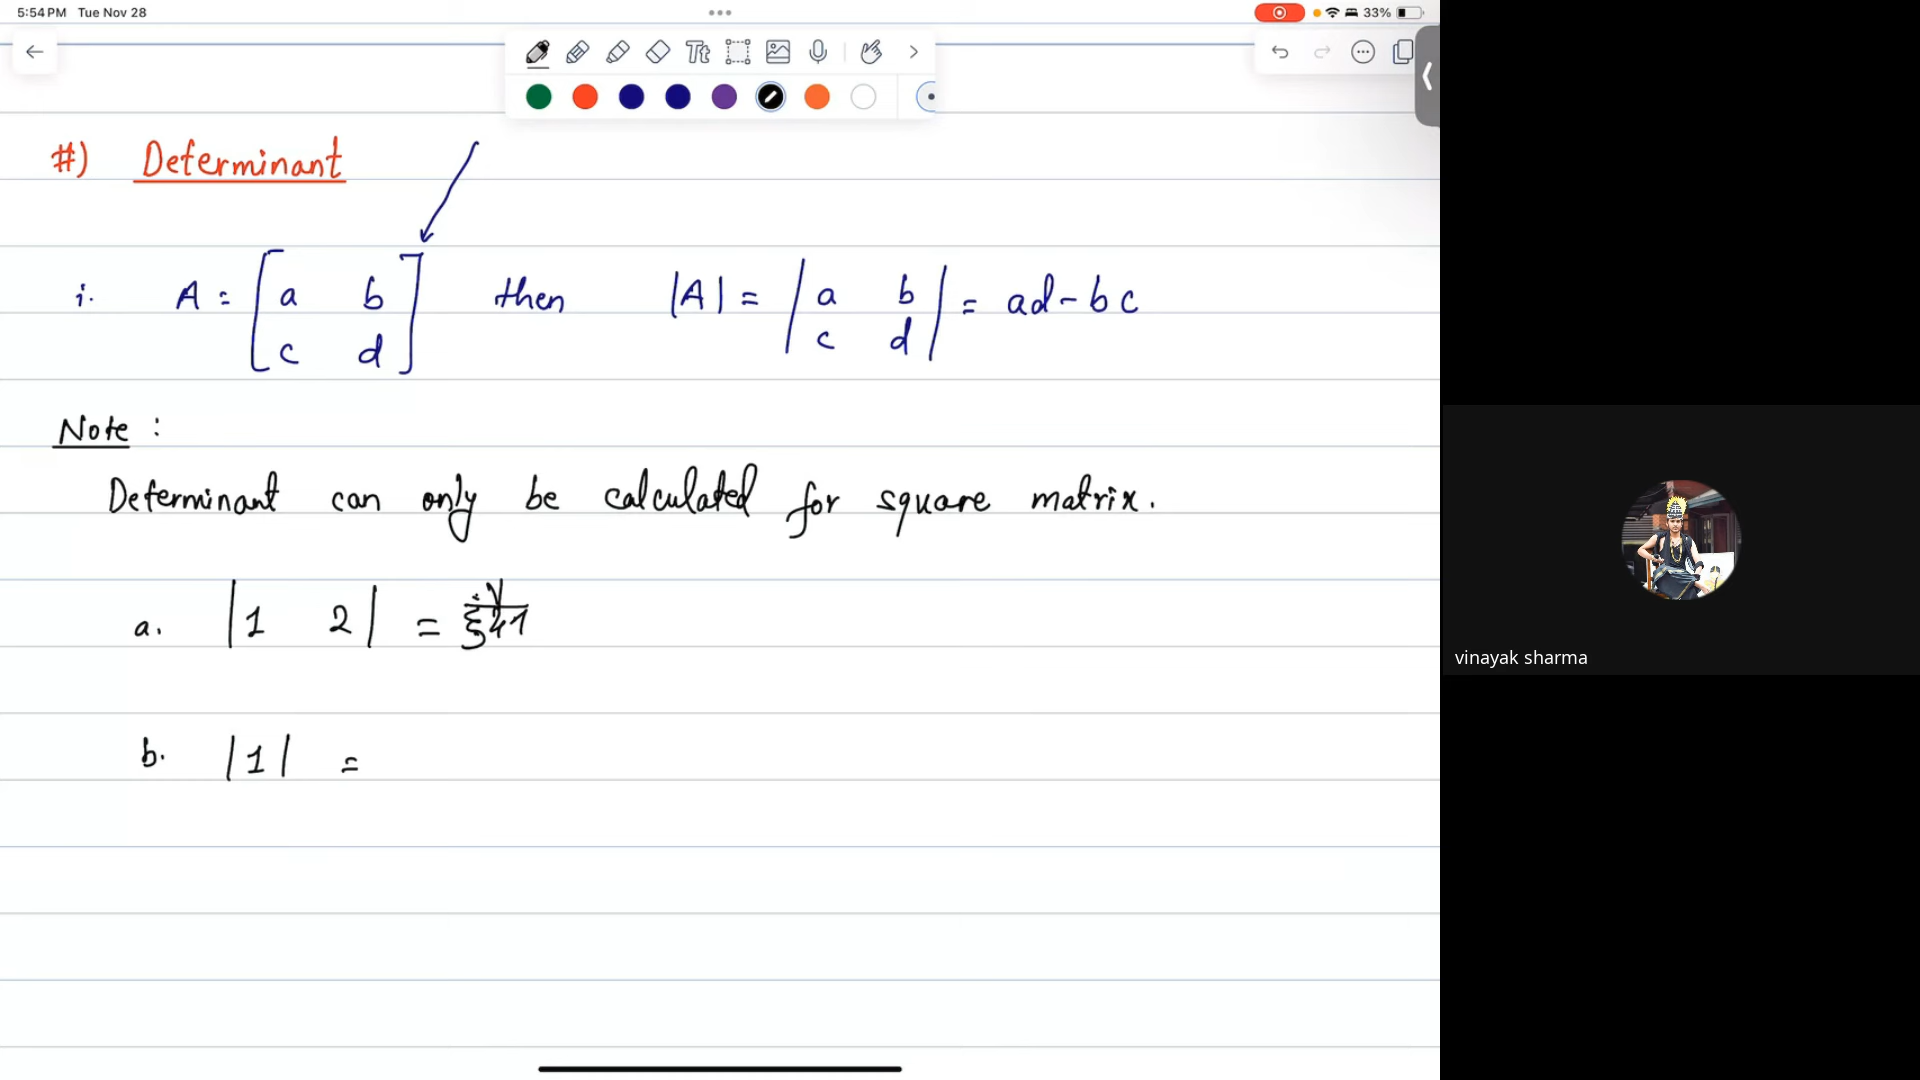 5:54 PM Tue Nov 28
33%
Tt
#) Determinant
i. A = [a b
c d] then |A| = |a b
c d| = ad - bc
Note :
Determinant can only be calculated for square matrix.
a. |1 2| =
b. |1| =
vinayak sharma